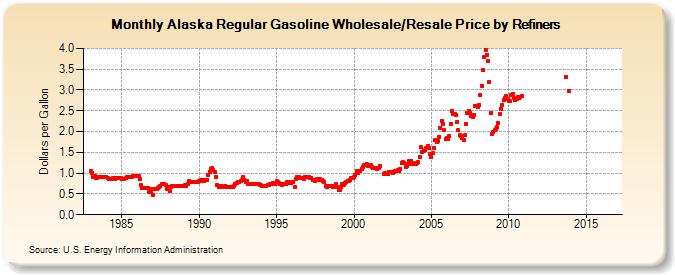 Monthly Alaska Regular Gasoline Wholesale/Resale Price by Refiners
Dollars per Gallon
4.0
3.5
3.0
2.5
2.0
1.5
1.0
0.5
0.0
1985 1990 1995 2000 2005 2010 2015
Source: U.S. Energy Information Administration